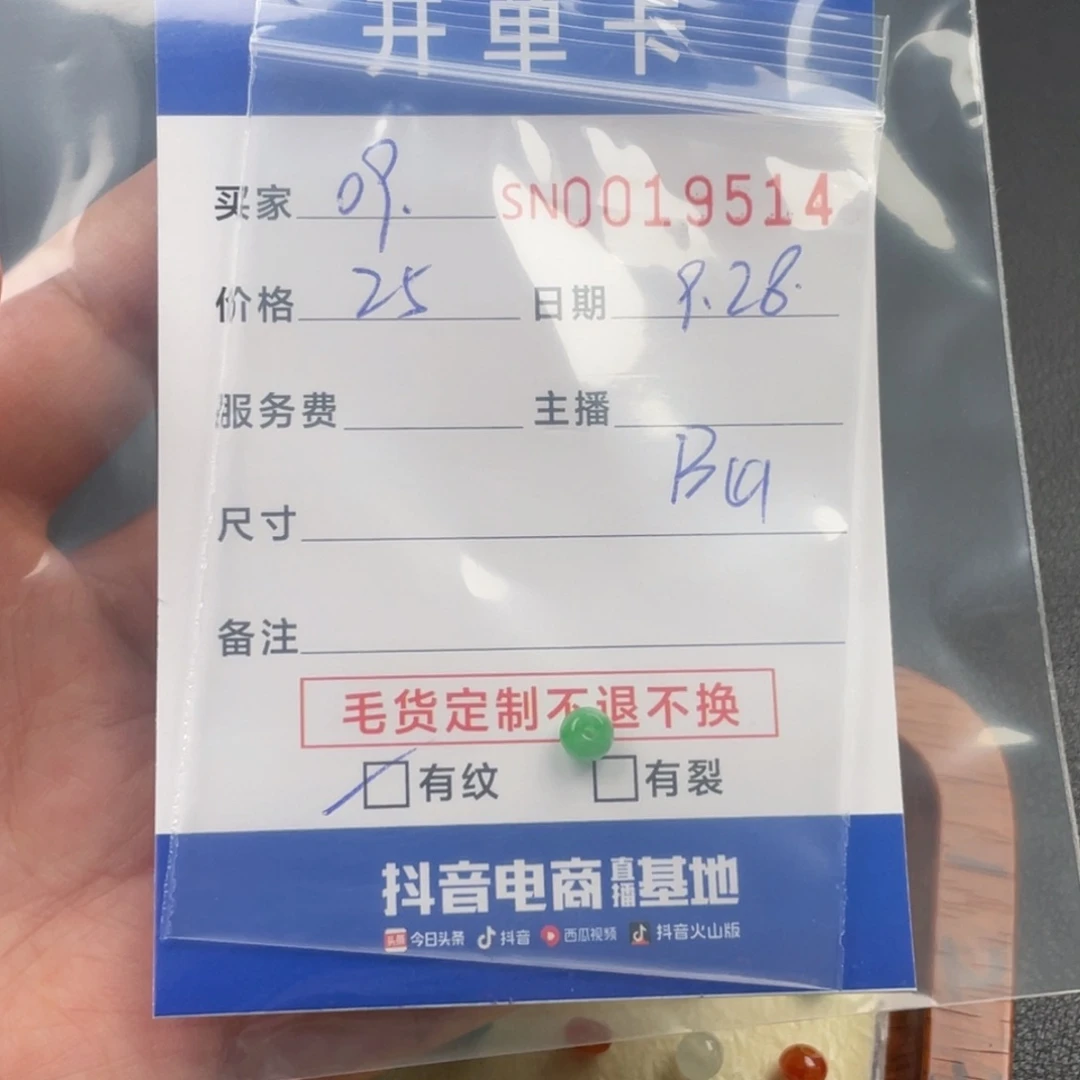 开单卡
买家 09. SN0019514
价格 25 日期 9.28.
服务费 主播
尺寸
备注
毛货定制不退不换
有纹 有裂
抖音电商直播基地
头条 今日头条 抖音 西瓜视频 抖音火山版